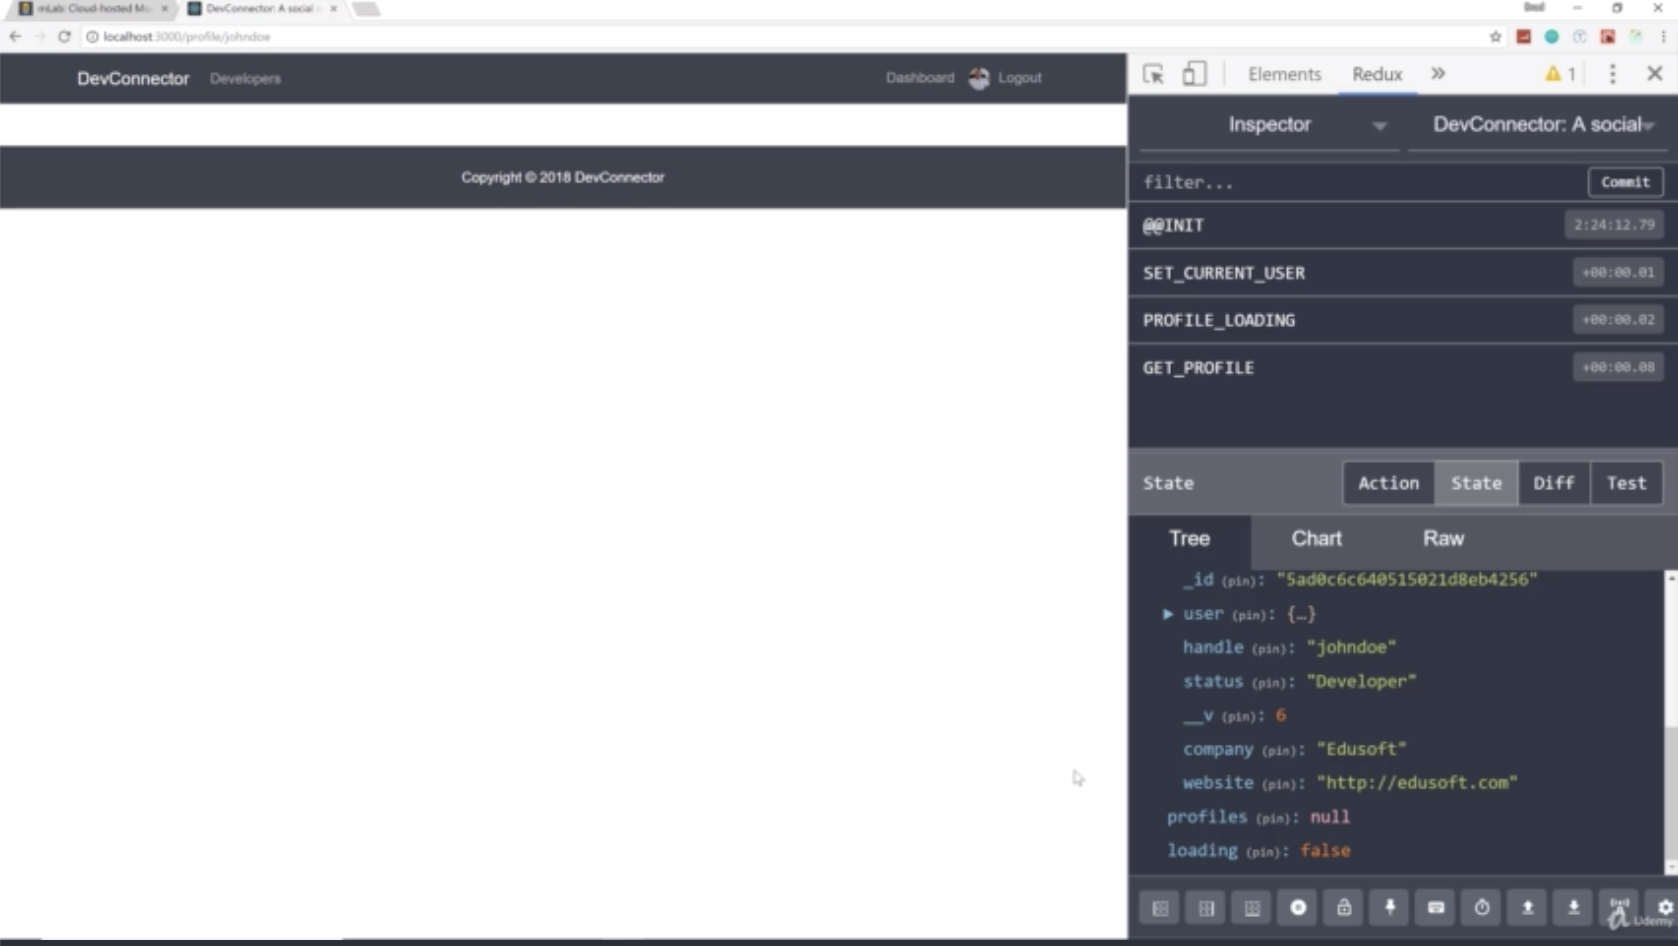 mLab: Cloud-hosted Mo
DevConnector: A social n
localhost:3000/profile/johndoe
DevConnector
Developers
Dashboard
Logout
Copyright © 2018 DevConnector
Elements
Redux
1
Inspector
DevConnector: A social
filter...
Commit
@@INIT
2:24:12.79
SET_CURRENT_USER
+00:00.01
PROFILE_LOADING
+00:00.02
GET_PROFILE
+00:00.08
State
Action
State
Diff
Test
Tree
Chart
Raw
_id (pin): "5ad0c6c640515021d8eb4256"
user (pin): {…}
handle (pin): "johndoe"
status (pin): "Developer"
__v (pin): 6
company (pin): "Edusoft"
website (pin): "http://edusoft.com"
profiles (pin): null
loading (pin): false
Udemy